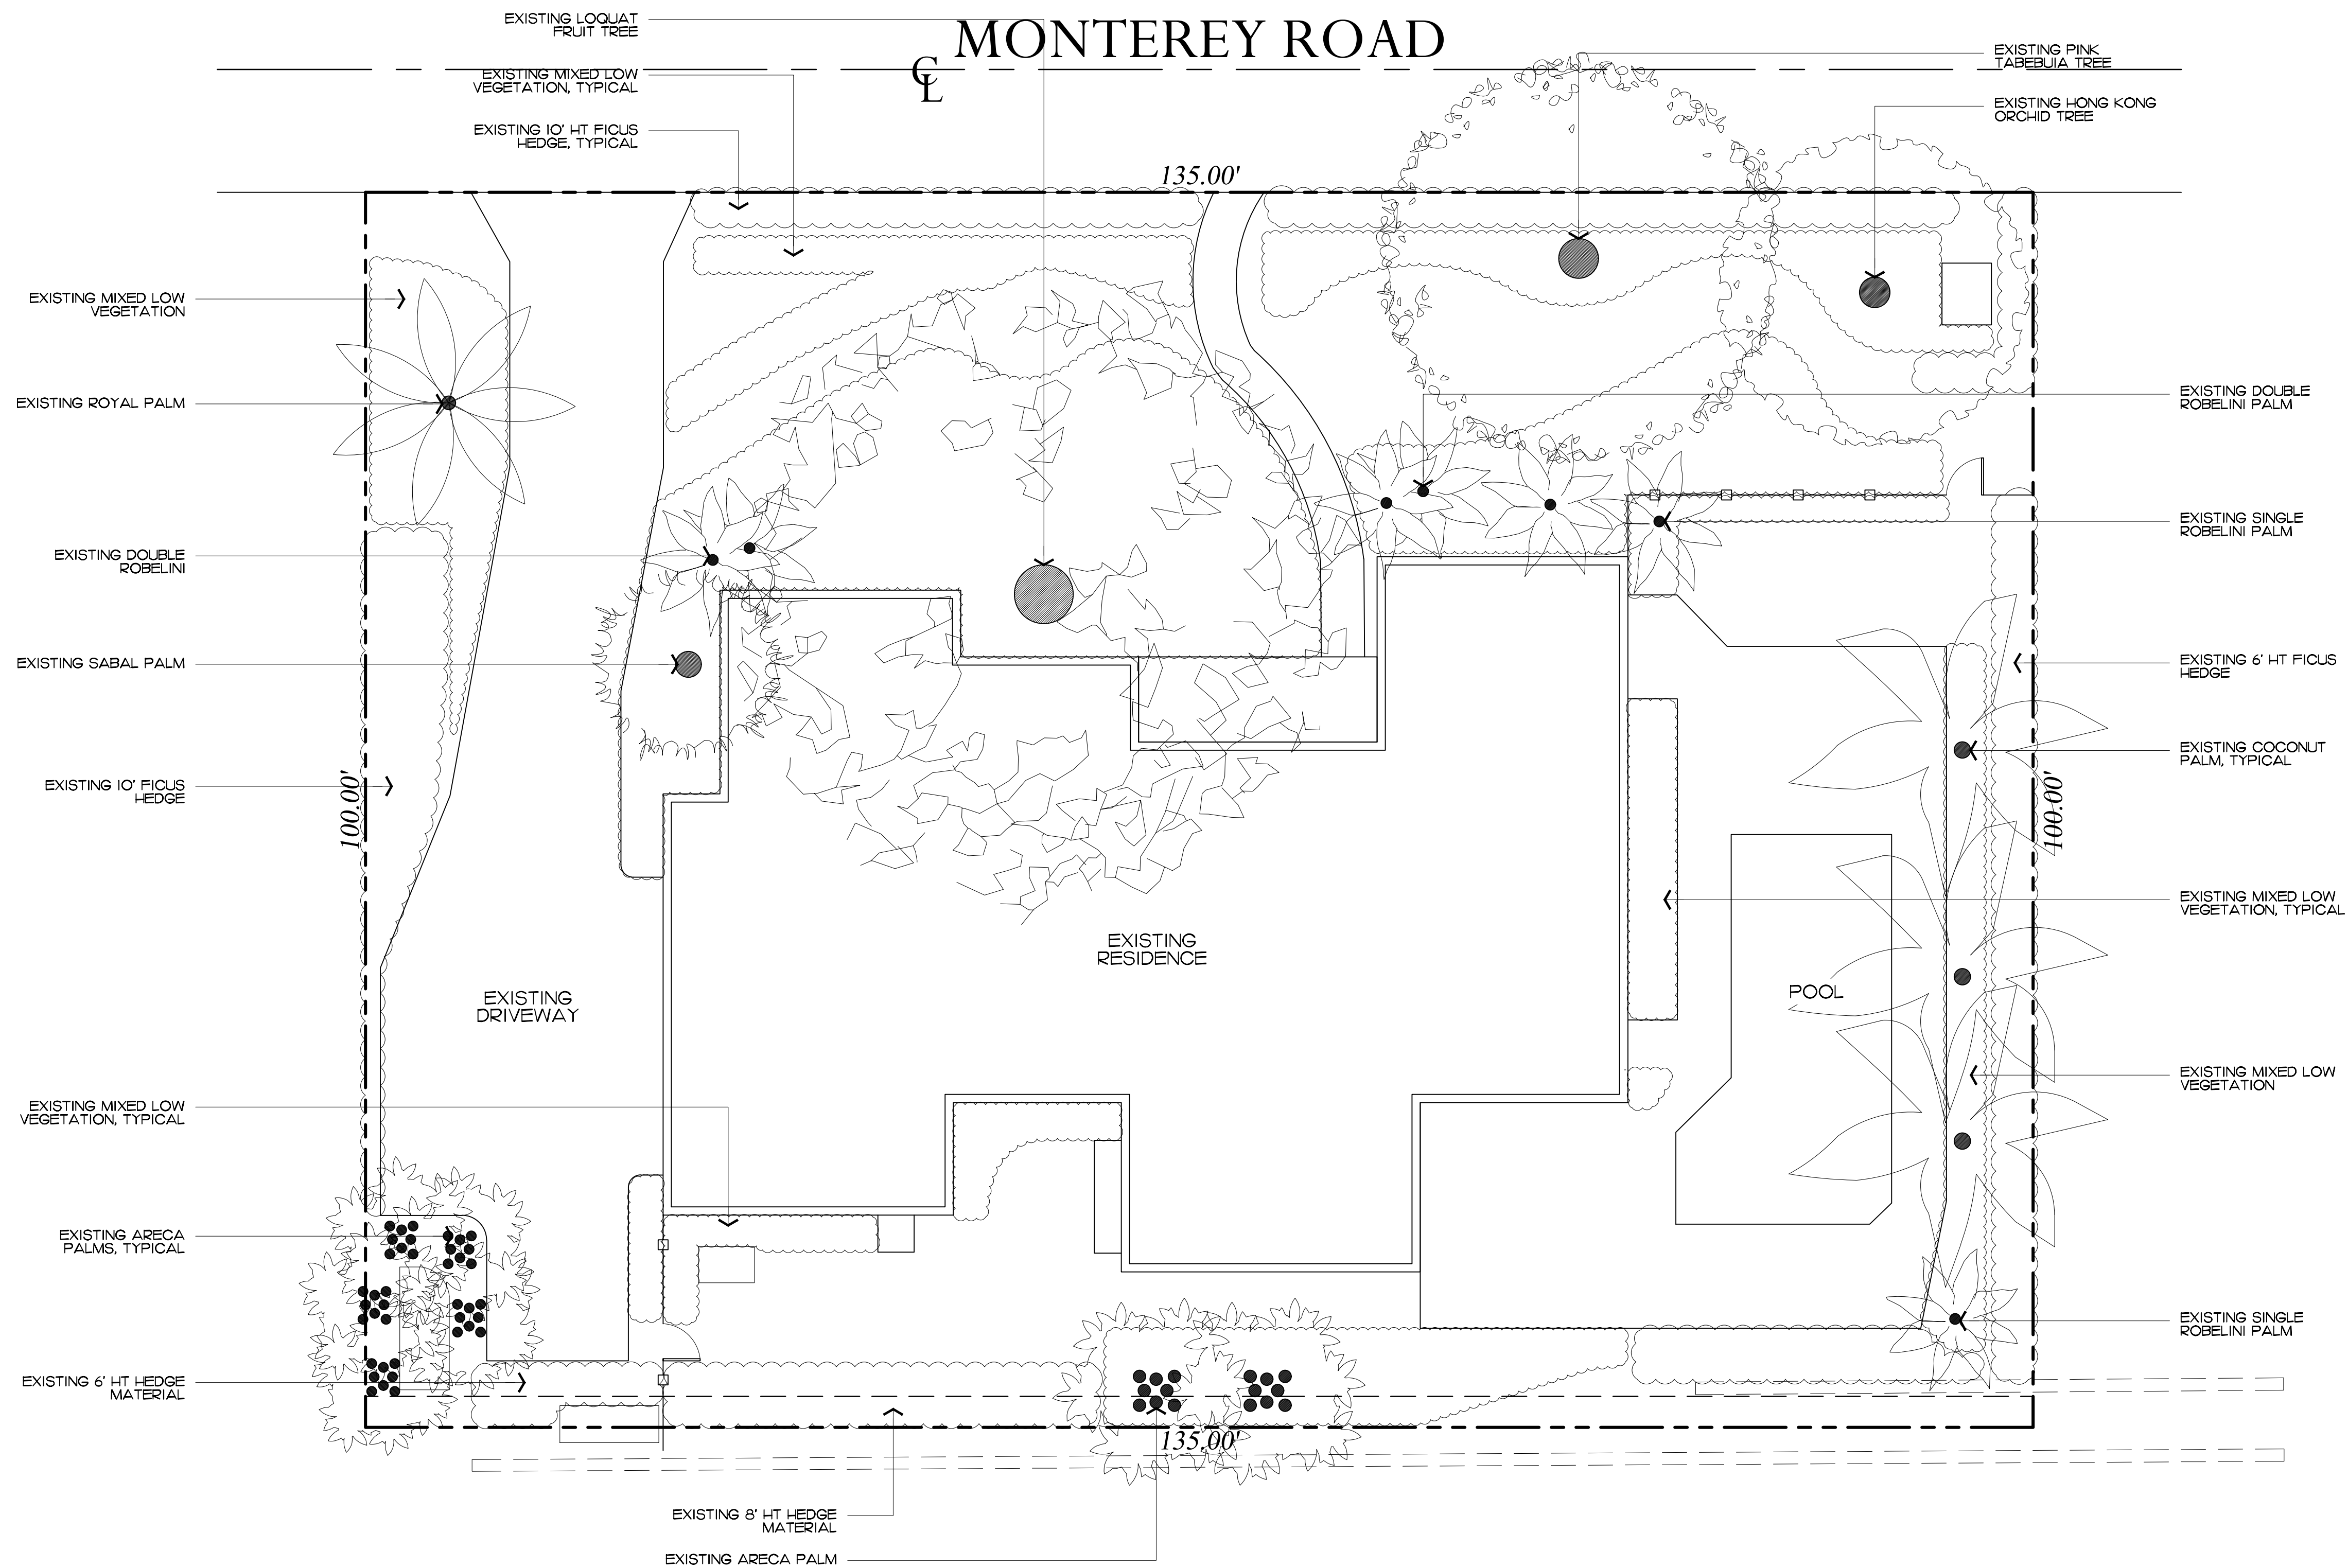 EXISTING LOQUAT
FRUIT TREE
MONTEREY ROAD
CL
EXISTING PINK
TABEBUIA TREE
EXISTING MIXED LOW
VEGETATION, TYPICAL
EXISTING HONG KONG
ORCHID TREE
EXISTING 10' HT FICUS
HEDGE, TYPICAL
135.00'
EXISTING MIXED LOW
VEGETATION
EXISTING ROYAL PALM
EXISTING DOUBLE
ROBELINI PALM
EXISTING SINGLE
ROBELINI PALM
EXISTING DOUBLE
ROBELINI
EXISTING SABAL PALM
EXISTING 6' HT FICUS
HEDGE
EXISTING COCONUT
PALM, TYPICAL
EXISTING 10' FICUS
HEDGE
100.00'
100.00'
EXISTING MIXED LOW
VEGETATION, TYPICAL
EXISTING
RESIDENCE
EXISTING
DRIVEWAY
POOL
EXISTING MIXED LOW
VEGETATION
EXISTING MIXED LOW
VEGETATION, TYPICAL
EXISTING ARECA
PALMS, TYPICAL
EXISTING SINGLE
ROBELINI PALM
EXISTING 6' HT HEDGE
MATERIAL
135.00'
EXISTING 8' HT HEDGE
MATERIAL
EXISTING ARECA PALM